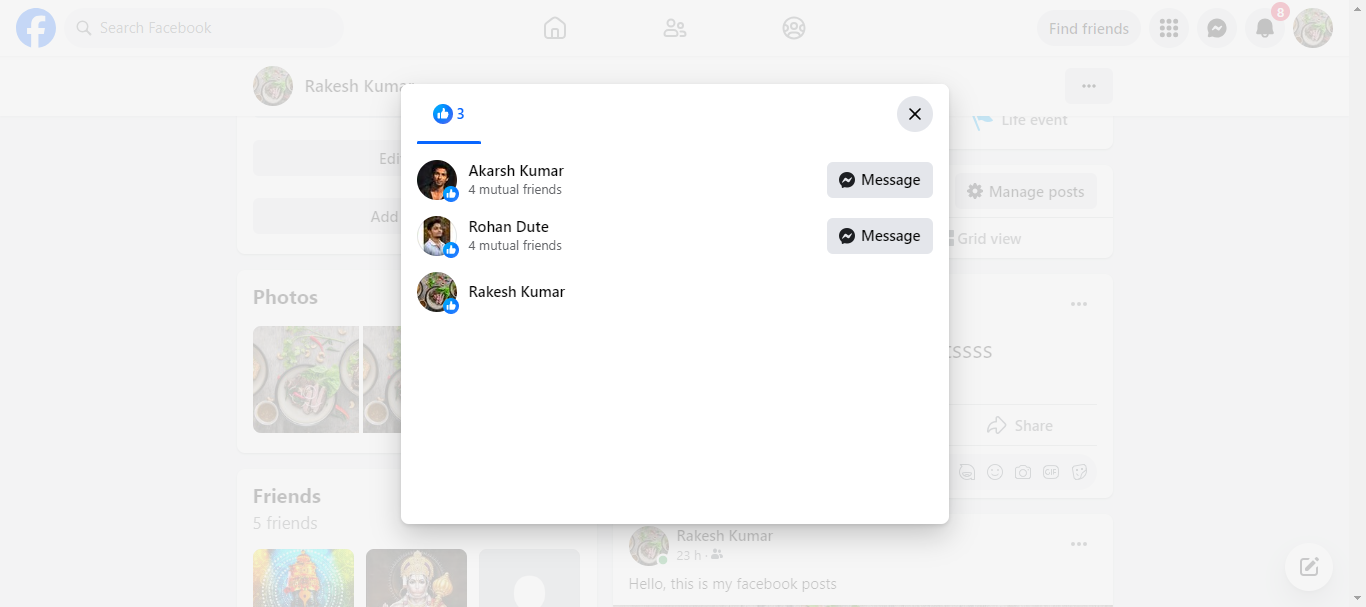 Search Facebook
Find friends
8
Rakesh Kumar
Life event
3
Akarsh Kumar
4 mutual friends
Message
Rohan Dute
4 mutual friends
Message
Rakesh Kumar
Manage posts
Grid view
Add
Photos
Share
GIF
Friends
5 friends
Rakesh Kumar
23 h ·
Hello, this is my facebook posts